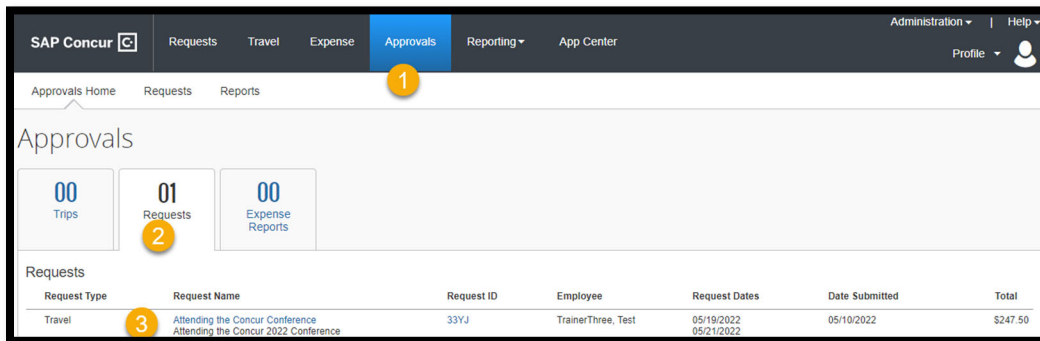 Administration | Help
SAP Concur C Requests Travel Expense Approvals Reporting App Center
Profile
1
Approvals Home Requests Reports
Approvals
00 01 00
Trips Requests Expense
Reports
2
Requests
Request Type Request Name Request ID Employee Request Dates Date Submitted Total
Travel 3 Attending the Concur Conference 33YJ TrainerThree, Test 05/19/2022 05/10/2022 $247.50
Attending the Concur 2022 Conference 05/21/2022